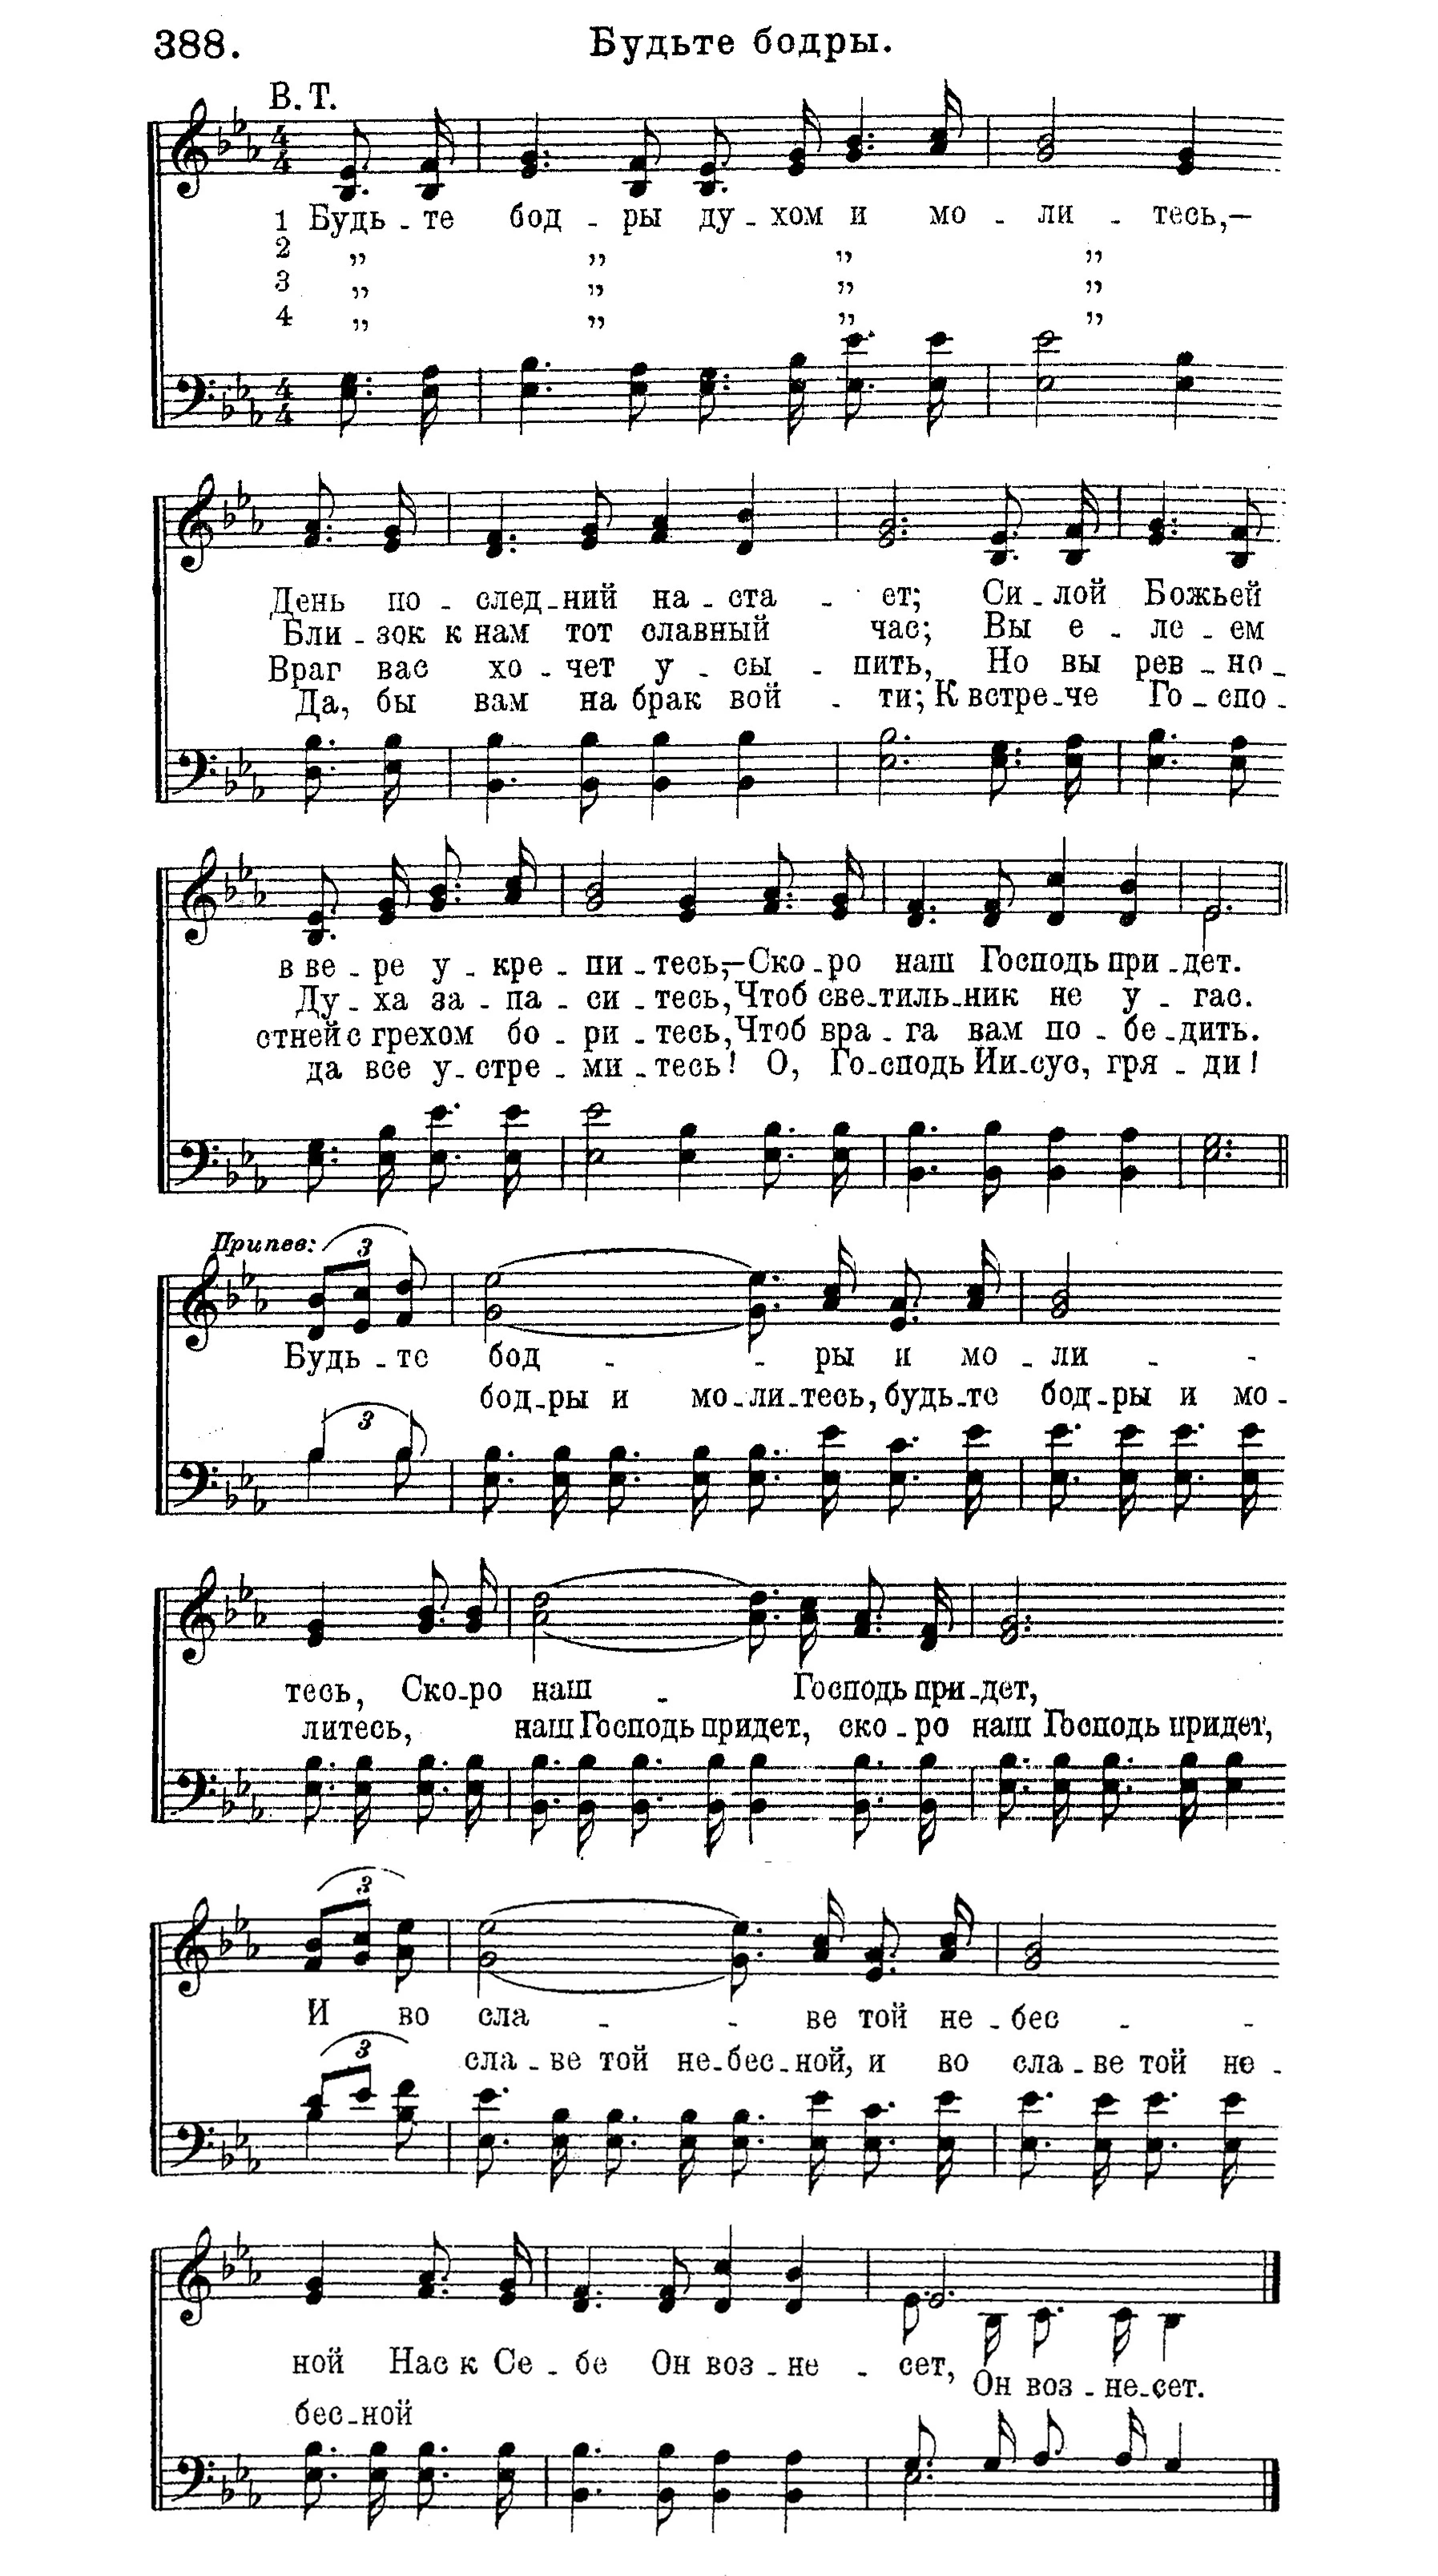 388.
Будьте бодры.
В. Т.
1 Будь - те бод - ры ду - хом и мо - ли - тесь,—
2 „ „ „ „
3 „ „ „ „
4 „ „ „ „
День по - след - ний на - ста - ет; Си - лой Божьей
Бли - зок к нам тот славный час; Вы е - ле - ем
Враг вас хо - чет у - сы - пить, Но вы рев - но -
Да, бы вам на брак вой - ти; К встре - че Го - спо -
в ве - ре у - кре - пи - тесь,— Ско - ро наш Господь при - дет.
Ду - ха за - па - си - тесь, Чтоб све - тиль - ник не у - гас.
стней с грехом бо - ри - тесь, Чтоб вра - га вам по - бе - дить.
да все у - стре - ми - тесь! О, Го - сподь Ии - сус, гря - ди!
Припев: 3
Будь - те бод - - ры и мо - ли - -
бод - ры и мо - ли - тесь, будь - те бод - ры и мо -
3
тесь, Ско - ро наш - Господь при - дет,
литесь, наш Господь придет, ско - ро наш Господь придет,
3
И во сла - - ве той не - бес - -
сла - ве той не - бес - ной, и во сла - ве той не -
3
ной Нас к Се - бе Он воз - не - сет,
Он воз - не - сет.
бес - ной